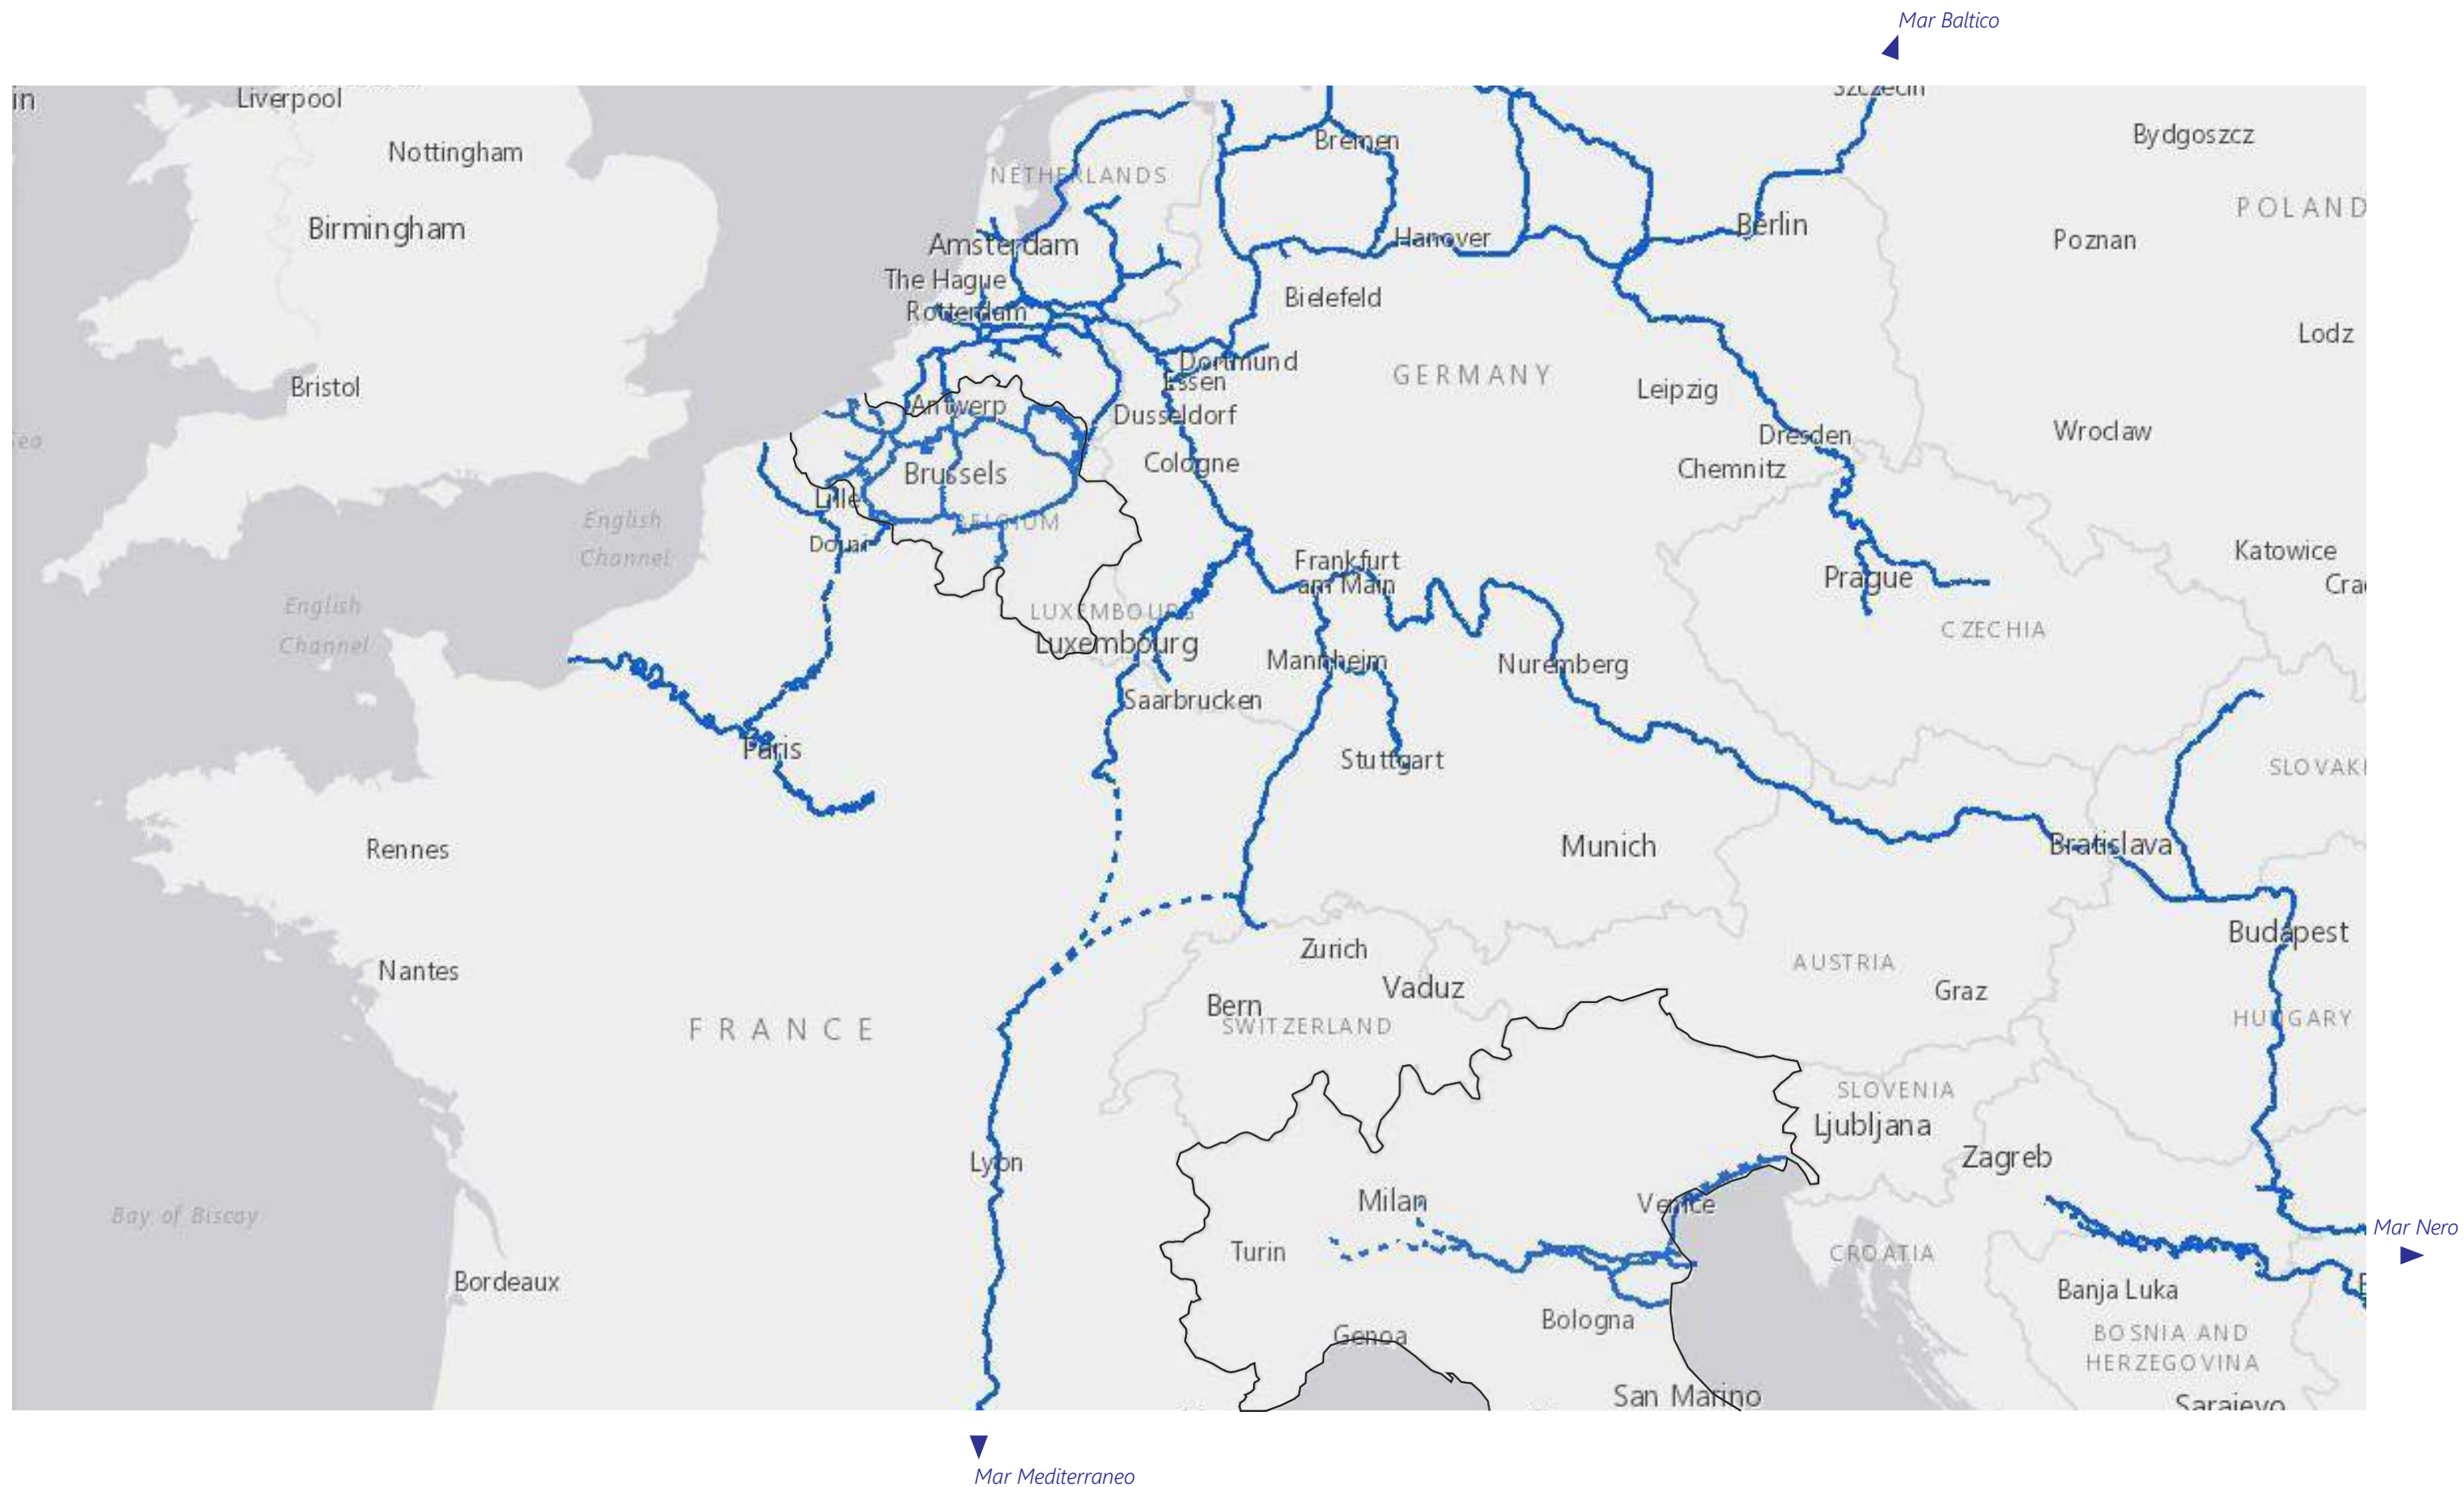 Mar Baltico
in
Liverpool
Szczecin
Bydgoszcz
Bremen
Nottingham
NETHERLANDS
POLAND
Birmingham
Berlin
Poznan
Hanover
Amsterdam
The Hague
Bielefeld
Rotterdam
Lodz
Dortmund
GERMANY
Essen
Leipzig
Bristol
Antwerp
Dusseldorf
Wroclaw
Dresden
Cologne
Chemnitz
Brussels
Lille
English
Channel
BELGIUM
Douai
Katowice
Frankfurt
am Main
Prague
Cra
English
Channel
LUXEMBOURG
CZECHIA
Luxembourg
Mannheim
Nuremberg
Saarbrucken
Paris
Stuttgart
SLOVAKI
Rennes
Munich
Bratislava
Budapest
Zurich
AUSTRIA
Nantes
Vaduz
Graz
Bern
SWITZERLAND
HUNGARY
FRANCE
SLOVENIA
Ljubljana
Lyon
Zagreb
Milan
Venice
Bay of Biscay
Mar Nero
Turin
CROATIA
Bordeaux
Banja Luka
Bologna
Genoa
BOSNIA AND
HERZEGOVINA
San Marino
Sarajevo
Mar Mediterraneo